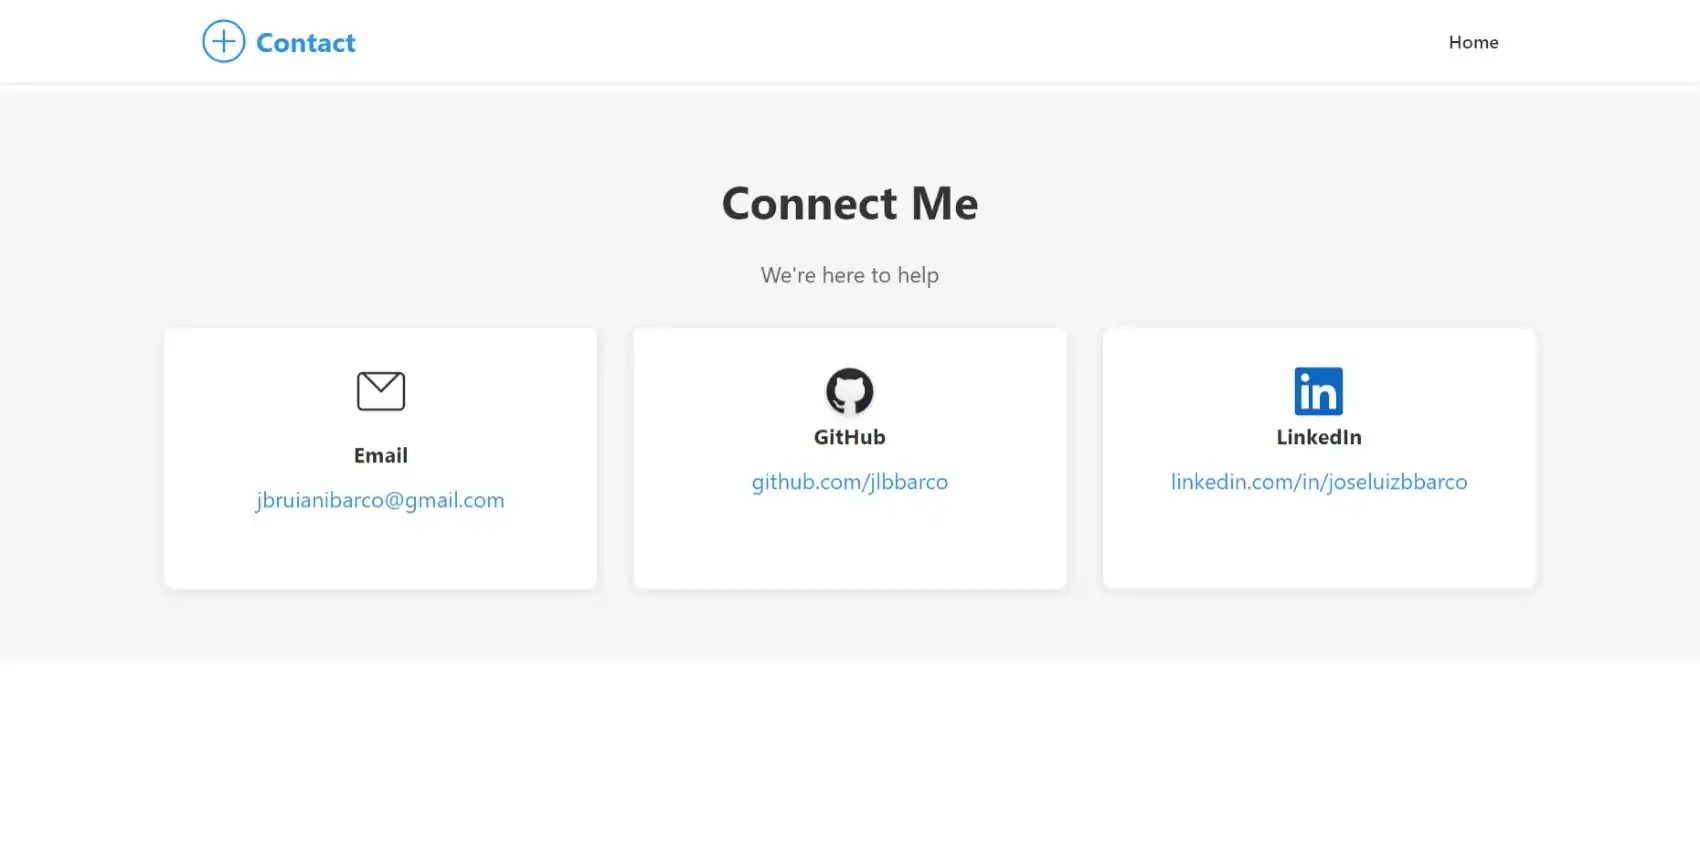 Contact
Home
Connect Me
We're here to help
Email
jbruianibarco@gmail.com
GitHub
github.com/jlbbarco
LinkedIn
linkedin.com/in/joseluizbbarco